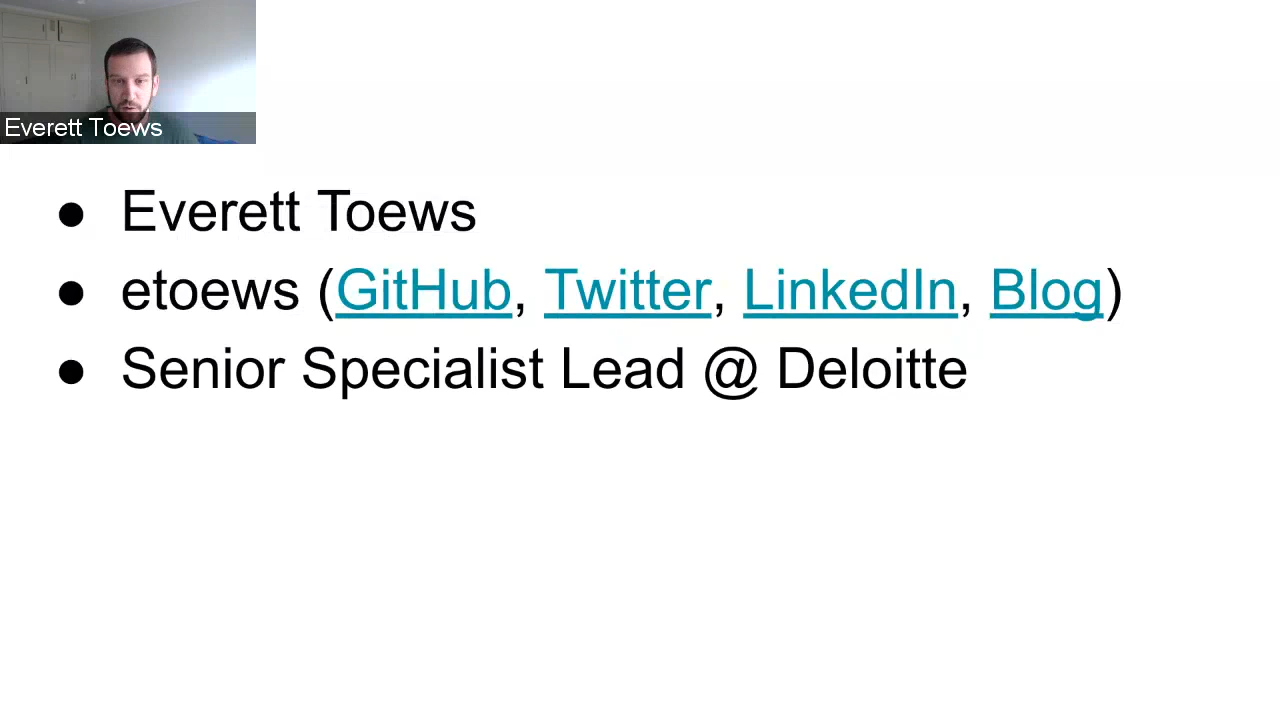 Everett Toews
● Everett Toews
● etoews (GitHub, Twitter, LinkedIn, Blog)
● Senior Specialist Lead @ Deloitte